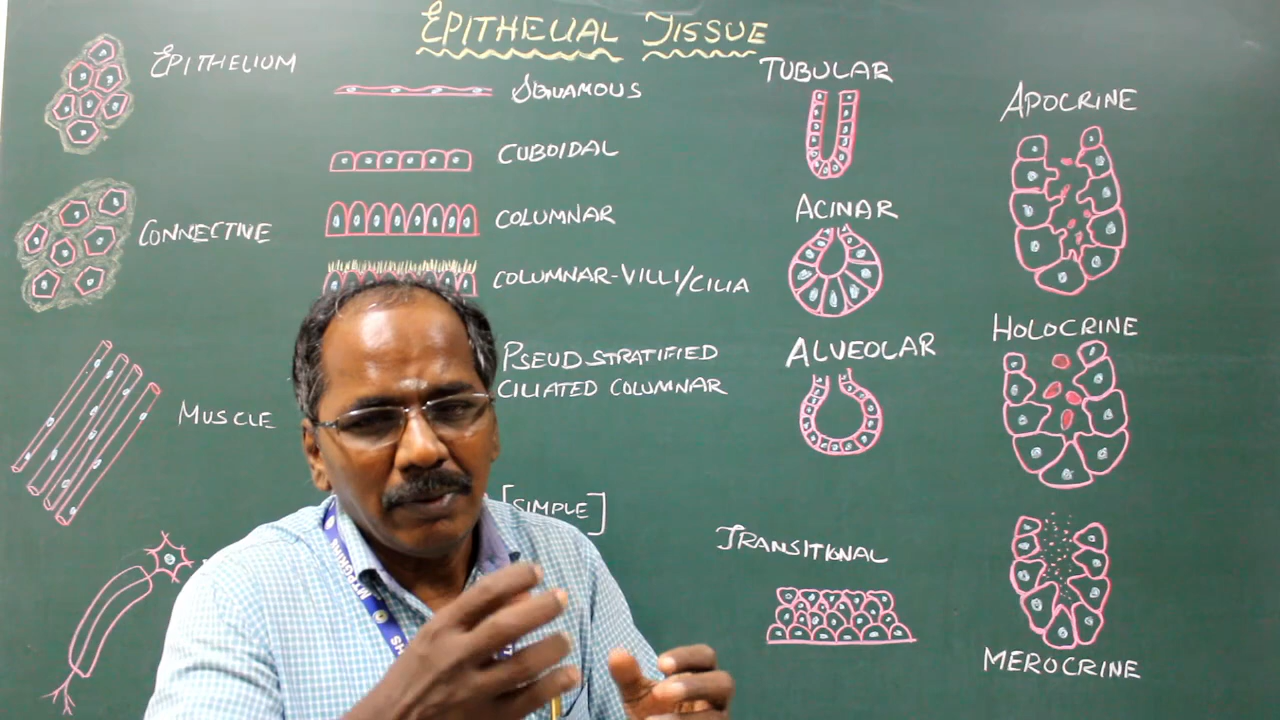 EPITHELIAL TISSUE
EPITHELIUM
CONNECTIVE
MUSCLE
SQUAMOUS
CUBOIDAL
COLUMNAR
COLUMNAR-VILLI/CILIA
PSEUDSTRATIFIED
CILIATED COLUMNAR
[SIMPLE]
TUBULAR
ACINAR
ALVEOLAR
TRANSITIONAL
APOCRINE
HOLOCRINE
MEROCRINE